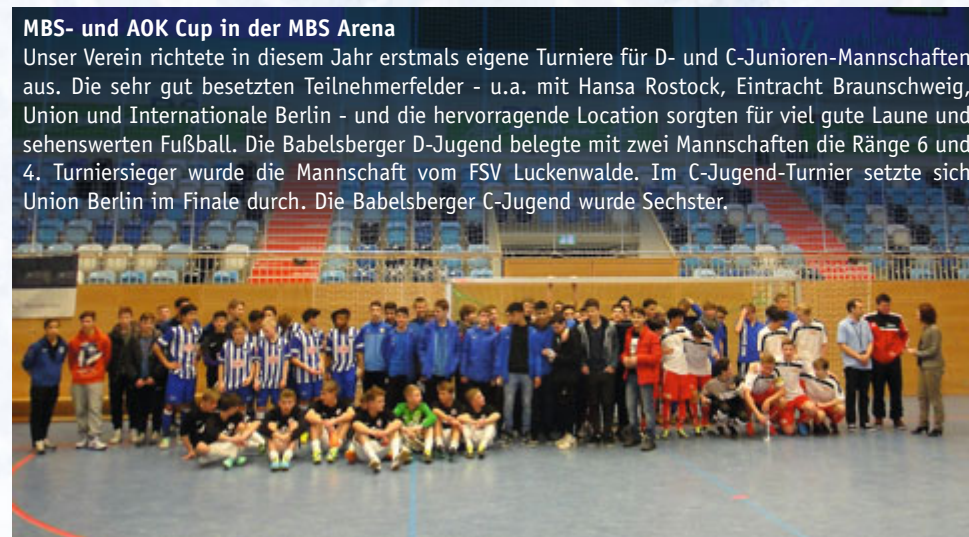 MBS- und AOK Cup in der MBS Arena
Unser Verein richtete in diesem Jahr erstmals eigene Turniere für D- und C-Junioren-Mannschaften
aus. Die sehr gut besetzten Teilnehmerfelder - u.a. mit Hansa Rostock, Eintracht Braunschweig,
Union und Internationale Berlin - und die hervorragende Location sorgten für viel gute Laune und
sehenswerten Fußball. Die Babelsberger D-Jugend belegte mit zwei Mannschaften die Ränge 6 und
4. Turniersieger wurde die Mannschaft vom FSV Luckenwalde. Im C-Jugend-Turnier setzte sich
Union Berlin im Finale durch. Die Babelsberger C-Jugend wurde Sechster.